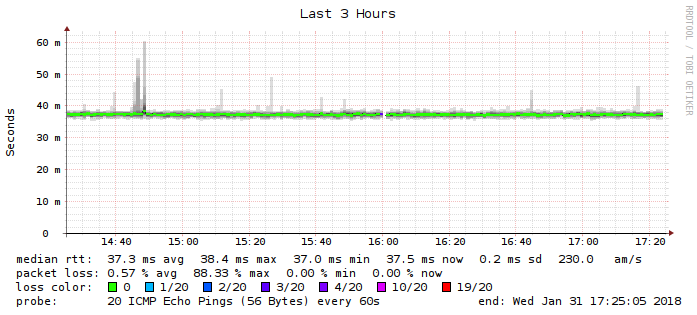 Last 3 Hours
RRDTOOL / TOBI OETIKER
Seconds
60 m
50 m
40 m
30 m
20 m
10 m
0
14:40 15:00 15:20 15:40 16:00 16:20 16:40 17:00 17:20
median rtt: 37.3 ms avg 38.4 ms max 37.0 ms min 37.5 ms now 0.2 ms sd 230.0 am/s
packet loss: 0.57 % avg 88.33 % max 0.00 % min 0.00 % now
loss color: 0 1/20 2/20 3/20 4/20 10/20 19/20
probe: 20 ICMP Echo Pings (56 Bytes) every 60s end: Wed Jan 31 17:25:05 2018